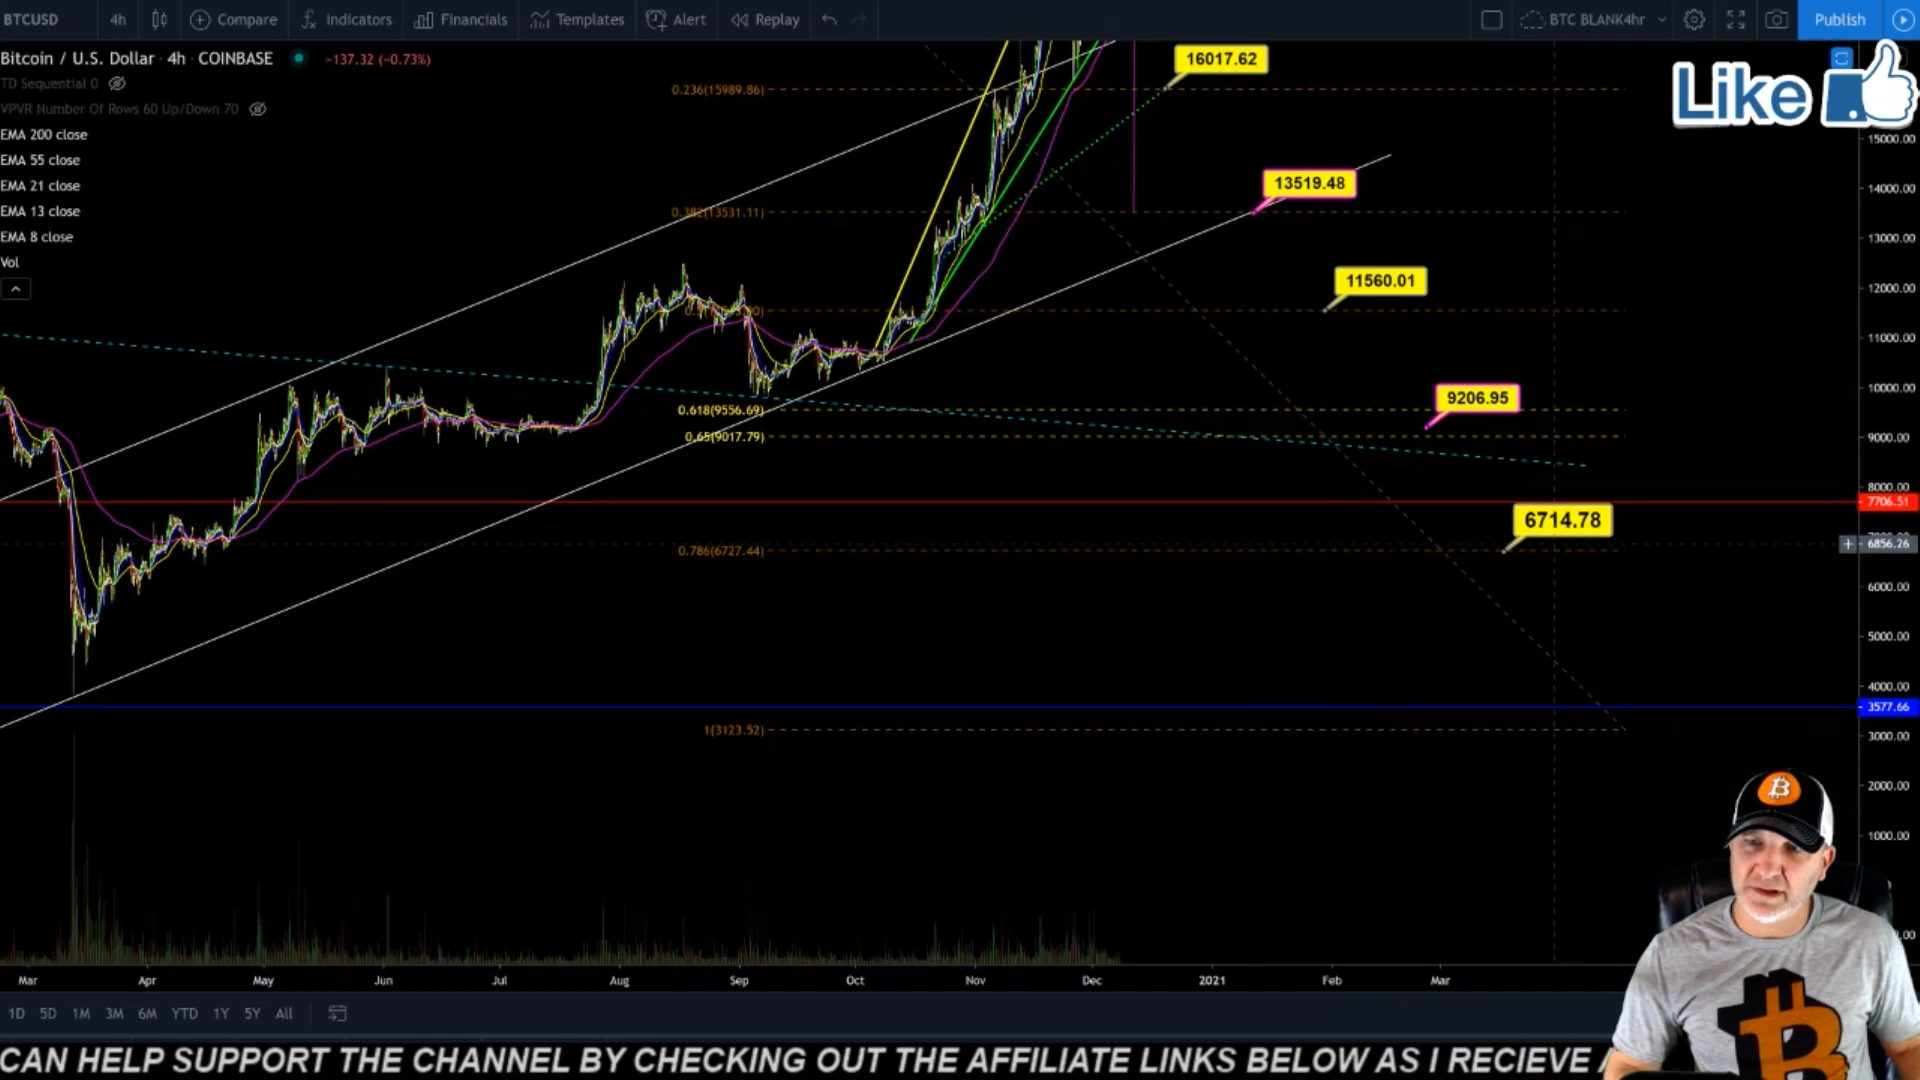 BTCUSD 4h Compare Indicators Financials Templates Alert Replay BTC BLANK4hr Publish
Bitcoin / U.S. Dollar · 4h · COINBASE −137.32 (−0.73%)
TD Sequential 0
VPVR Number Of Rows 60 Up/Down 70
EMA 200 close
EMA 55 close
EMA 21 close
EMA 13 close
EMA 8 close
Vol
Like
16017.62
0.236(15989.86)
15000.00
13519.48
14000.00
0.382(13531.11)
13000.00
11560.01
12000.00
11000.00
10000.00
9206.95
0.618(9556.69)
0.65(9017.79)
9000.00
8000.00
7706.51
6714.78
6856.26
0.786(6727.44)
6000.00
5000.00
4000.00
3577.66
1(3123.52)
3000.00
2000.00
1000.00
Mar Apr May Jun Jul Aug Sep Oct Nov Dec 2021 Feb Mar
1D 5D 1M 3M 6M YTD 1Y 5Y All
CAN HELP SUPPORT THE CHANNEL BY CHECKING OUT THE AFFILIATE LINKS BELOW AS I RECIEVE